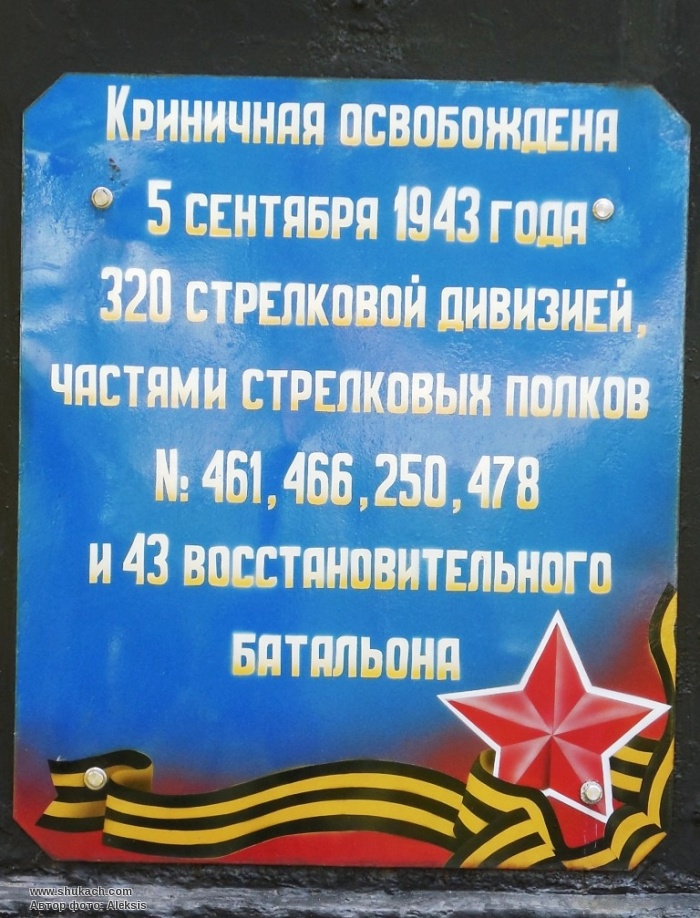 Криничная освобождена
5 сентября 1943 года
320 стрелковой дивизией,
частями стрелковых полков
№ 461, 466, 250, 478
и 43 восстановительного
батальона
www.shukach.com
Автор фото: Aleksis